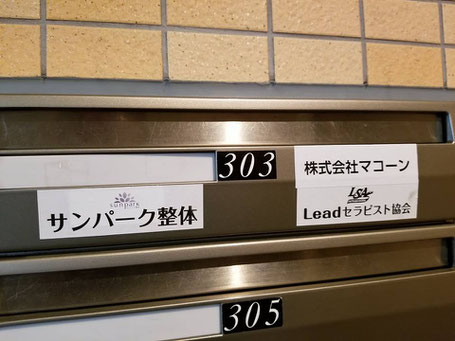 303
株式会社マコーン
sunpark
サンパーク整体
LSA
Leadセラピスト協会
305